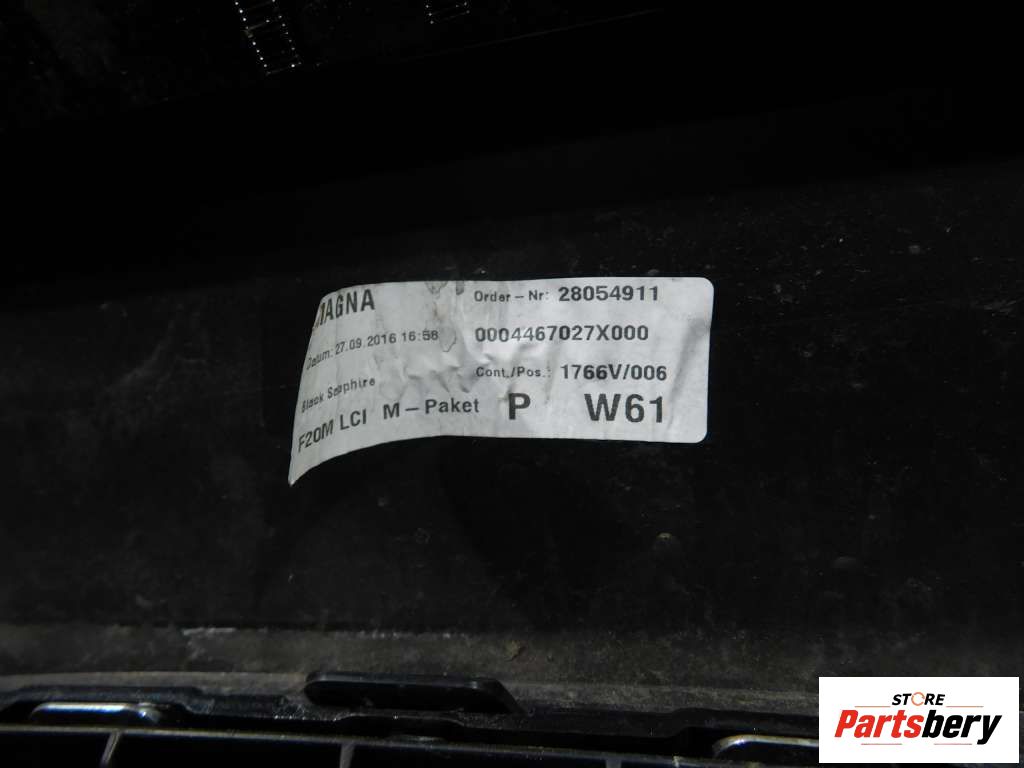 MAGNA
Order-Nr: 28054911
Datum: 27.09.2016 16:58
0004467027X000
Black Sapphire
Cont./Pos.: 1766V/006
F20M LCI M-Paket P W61
STORE
Partsbery